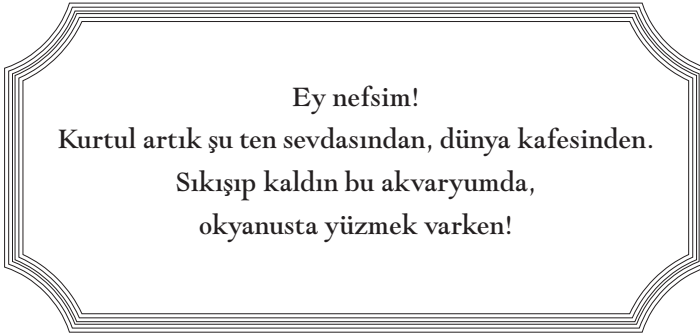 Ey nefsim!
Kurtul artık şu ten sevdasından, dünya kafesinden.
Sıkışıp kaldın bu akvaryumda,
okyanusta yüzmek varken!